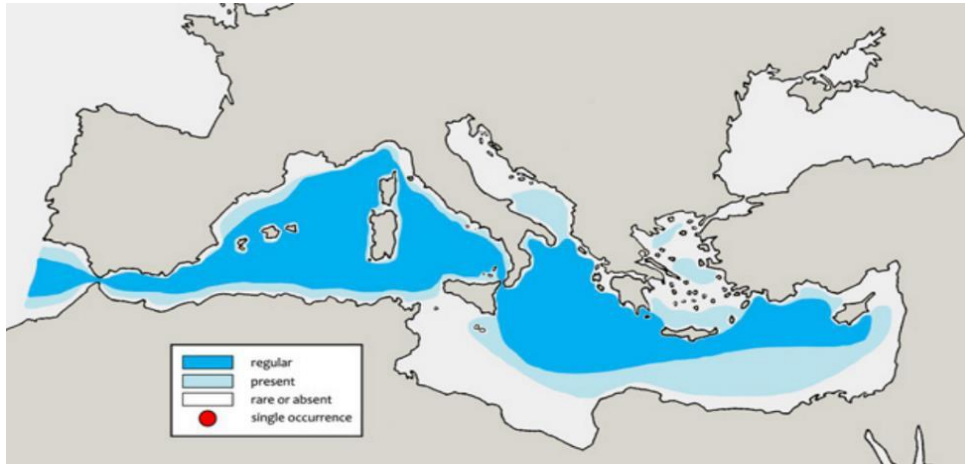 regular
present
rare or absent
single occurrence